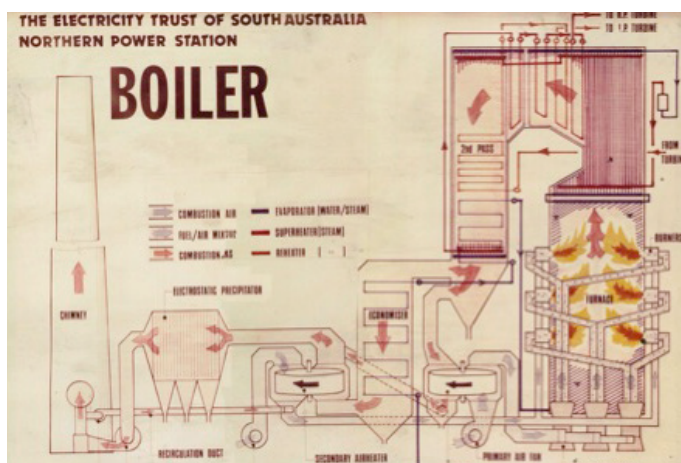 THE ELECTRICITY TRUST OF SOUTH AUSTRALIA
NORTHERN POWER STATION
BOILER
TO H.P. TURBINE
TO I.P. TURBINE
2nd PASS
FROM
COMBUSTION AIR
EVAPORATOR (WATER/STEAM)
FUEL/AIR MIXTURE
SUPERHEATER (STEAM)
COMBUSTION
REHEATER
BURNERS
ELECTROSTATIC PRECIPITATOR
FURNACE
CHIMNEY
ECONOMISER
RECIRCULATION DUCT
SECONDARY AIRHEATER
PRIMARY AIR FAN